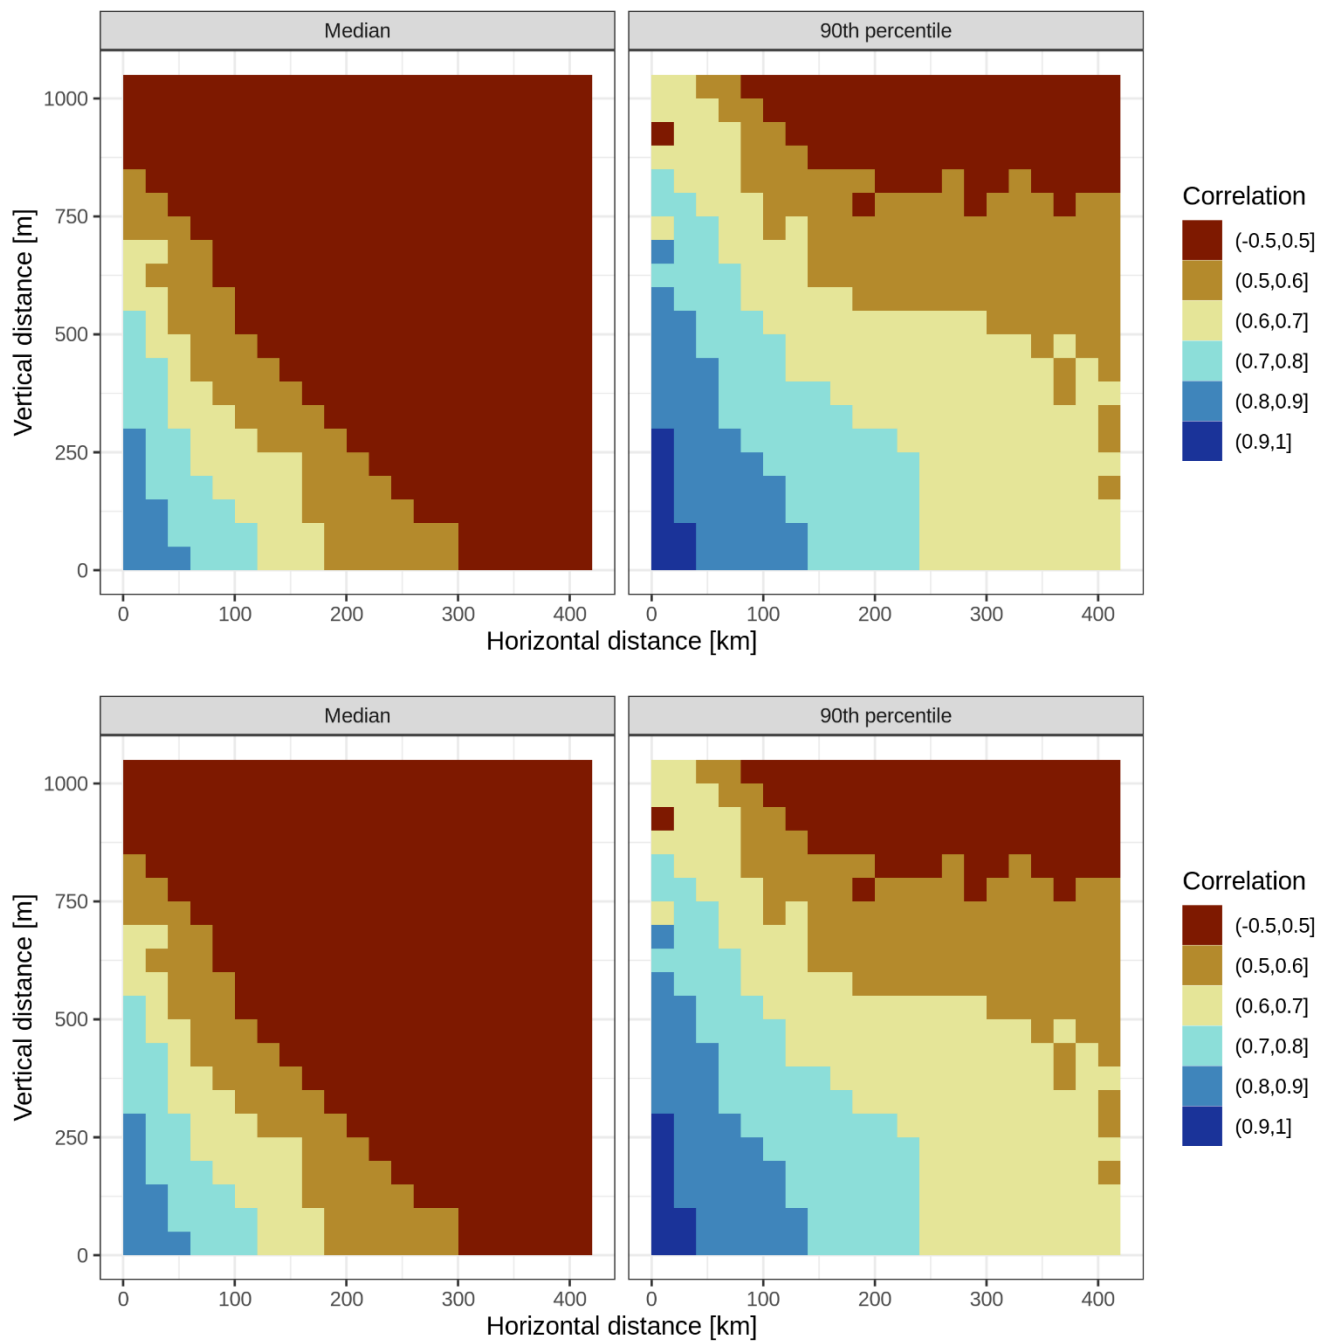 Median
90th percentile
1000
750
500
250
0
Vertical distance [m]
0 100 200 300 400
0 100 200 300 400
Horizontal distance [km]
Correlation
(-0.5,0.5]
(0.5,0.6]
(0.6,0.7]
(0.7,0.8]
(0.8,0.9]
(0.9,1]
Median
90th percentile
1000
750
500
250
0
Vertical distance [m]
0 100 200 300 400
0 100 200 300 400
Horizontal distance [km]
Correlation
(-0.5,0.5]
(0.5,0.6]
(0.6,0.7]
(0.7,0.8]
(0.8,0.9]
(0.9,1]